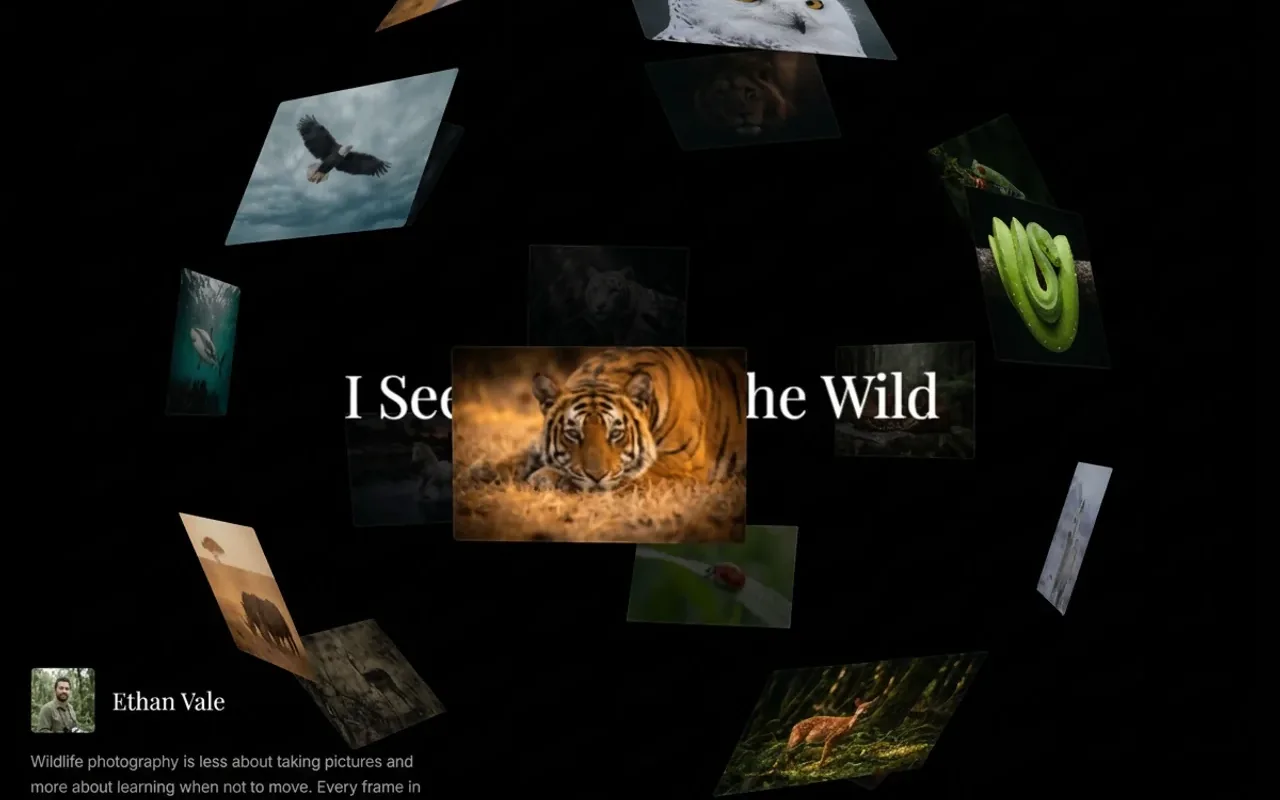 I See he Wild
Ethan Vale
Wildlife photography is less about taking pictures and
more about learning when not to move. Every frame in